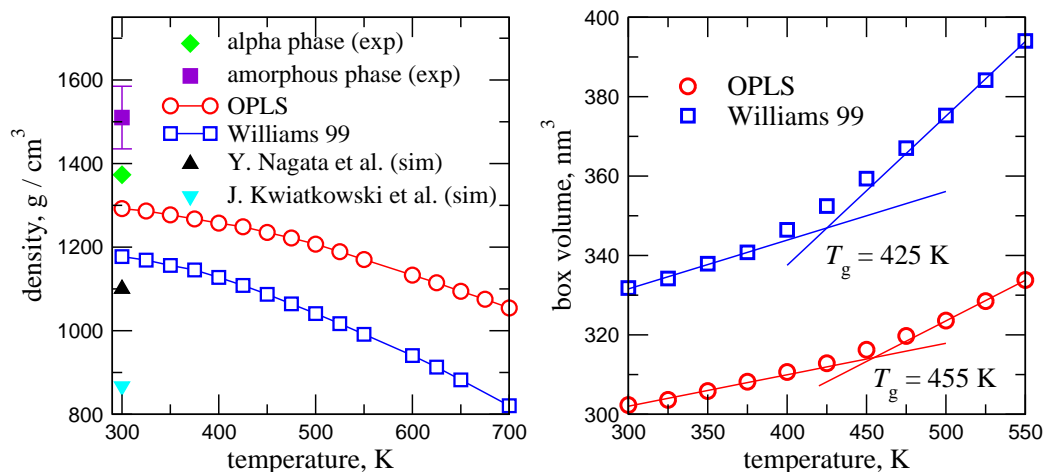 density, g / cm3
1600
1400
1200
1000
800
300
400
500
600
700
temperature, K
alpha phase (exp)
amorphous phase (exp)
OPLS
Williams 99
Y. Nagata et al. (sim)
J. Kwiatkowski et al. (sim)
box volume, nm3
400
380
360
340
320
300
300
350
400
450
500
550
temperature, K
OPLS
Williams 99
Tg = 425 K
Tg = 455 K